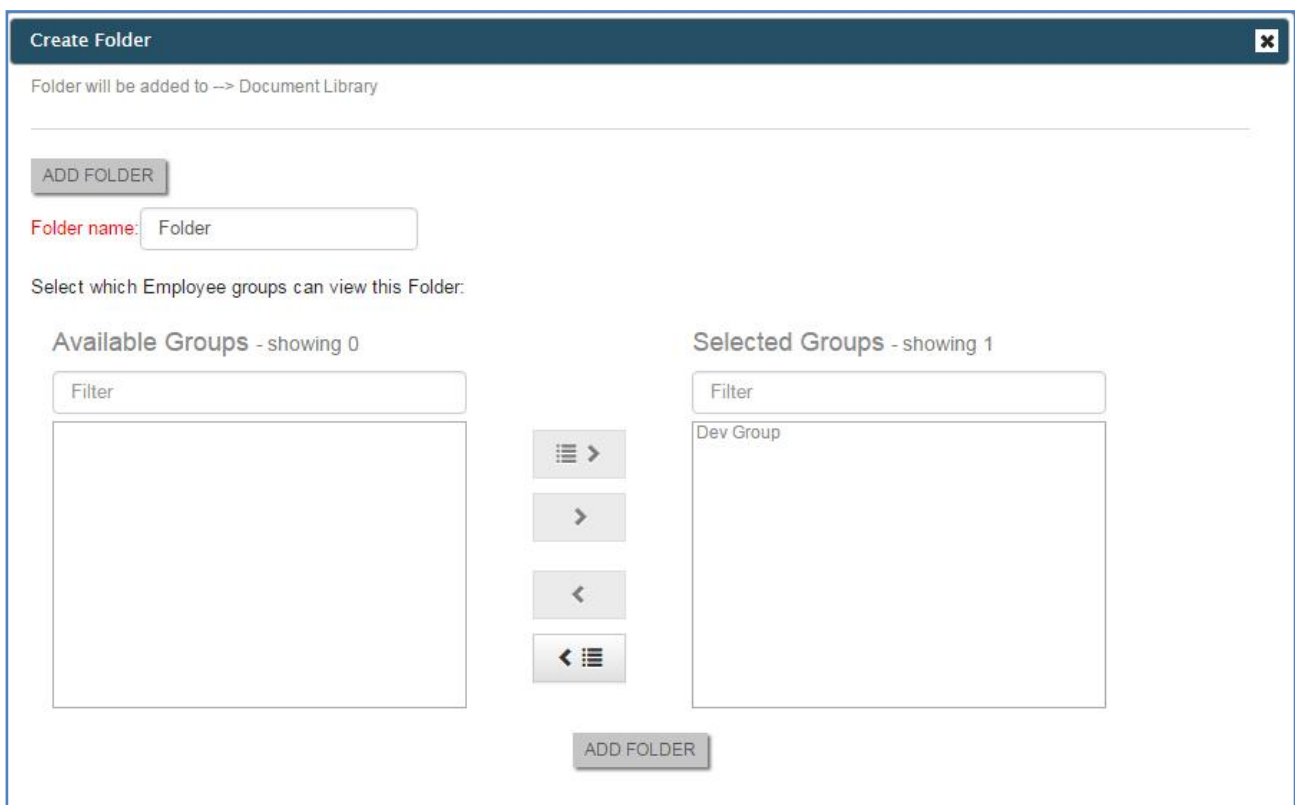 Create Folder
Folder will be added to --> Document Library
ADD FOLDER
Folder name: Folder
Select which Employee groups can view this Folder:
Available Groups - showing 0
Selected Groups - showing 1
Filter
Filter
Dev Group
ADD FOLDER